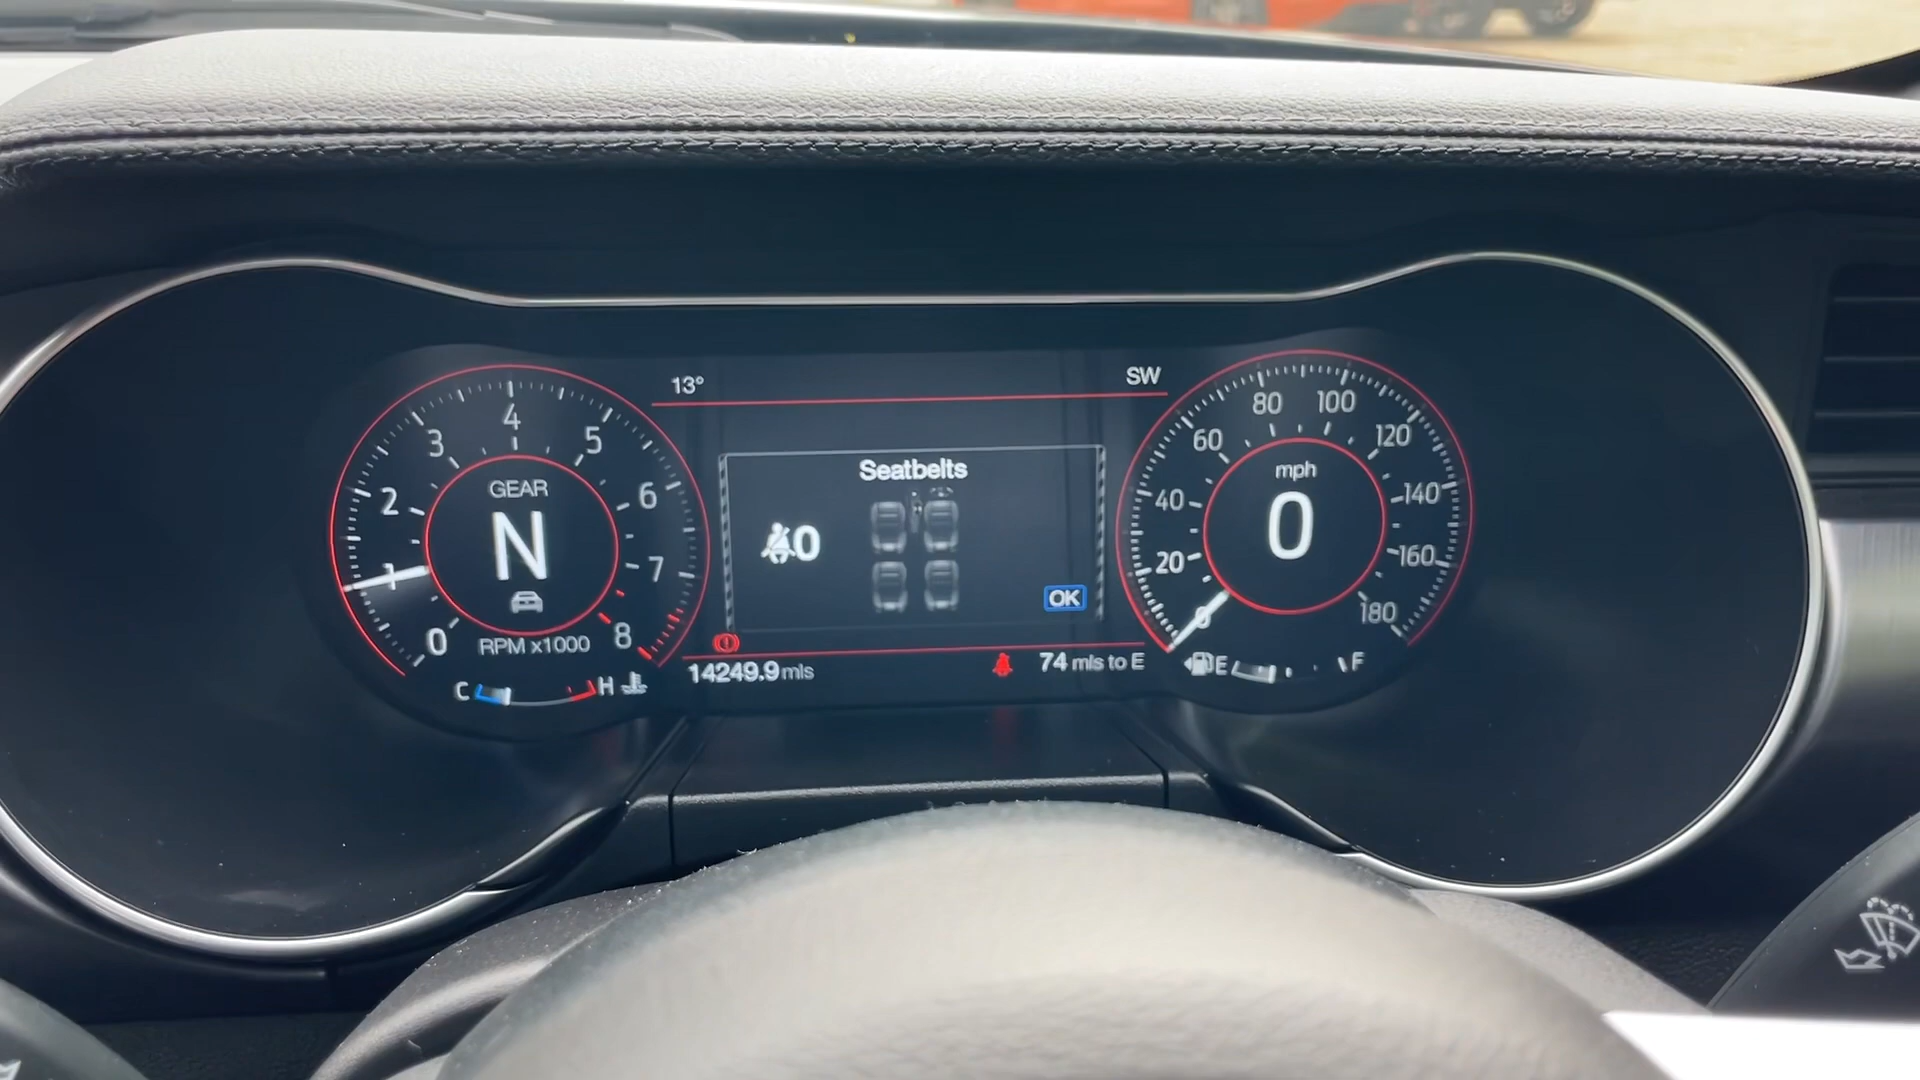 13° SW
4
3 5
2 6
1 7
0 8
GEAR
N
RPM x1000
C H
Seatbelts
0
OK
14249.9 mls
74 mls to E
80 100
60 120
40 140
20 160
0 180
mph
0
E F